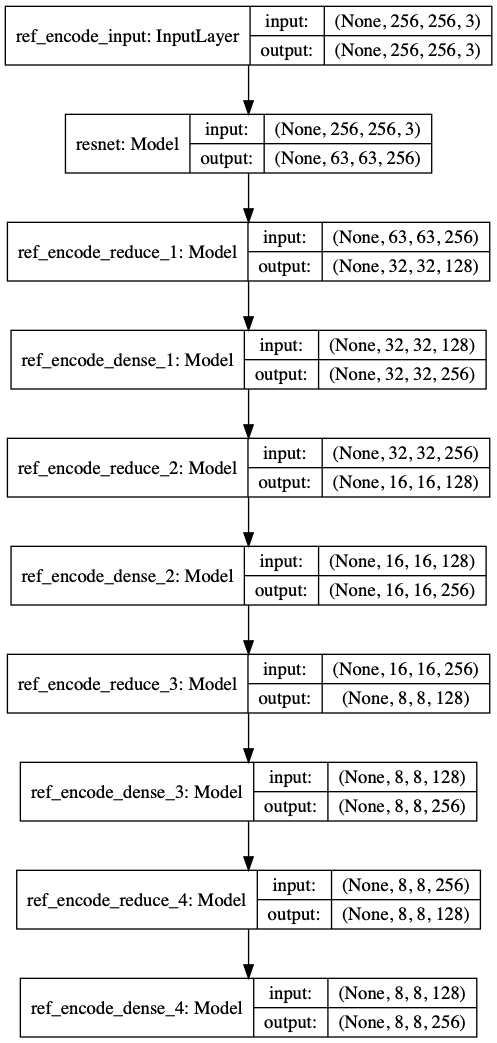 ref_encode_input: InputLayer
input: (None, 256, 256, 3)
output: (None, 256, 256, 3)
resnet: Model
input: (None, 256, 256, 3)
output: (None, 63, 63, 256)
ref_encode_reduce_1: Model
input: (None, 63, 63, 256)
output: (None, 32, 32, 128)
ref_encode_dense_1: Model
input: (None, 32, 32, 128)
output: (None, 32, 32, 256)
ref_encode_reduce_2: Model
input: (None, 32, 32, 256)
output: (None, 16, 16, 128)
ref_encode_dense_2: Model
input: (None, 16, 16, 128)
output: (None, 16, 16, 256)
ref_encode_reduce_3: Model
input: (None, 16, 16, 256)
output: (None, 8, 8, 128)
ref_encode_dense_3: Model
input: (None, 8, 8, 128)
output: (None, 8, 8, 256)
ref_encode_reduce_4: Model
input: (None, 8, 8, 256)
output: (None, 8, 8, 128)
ref_encode_dense_4: Model
input: (None, 8, 8, 128)
output: (None, 8, 8, 256)